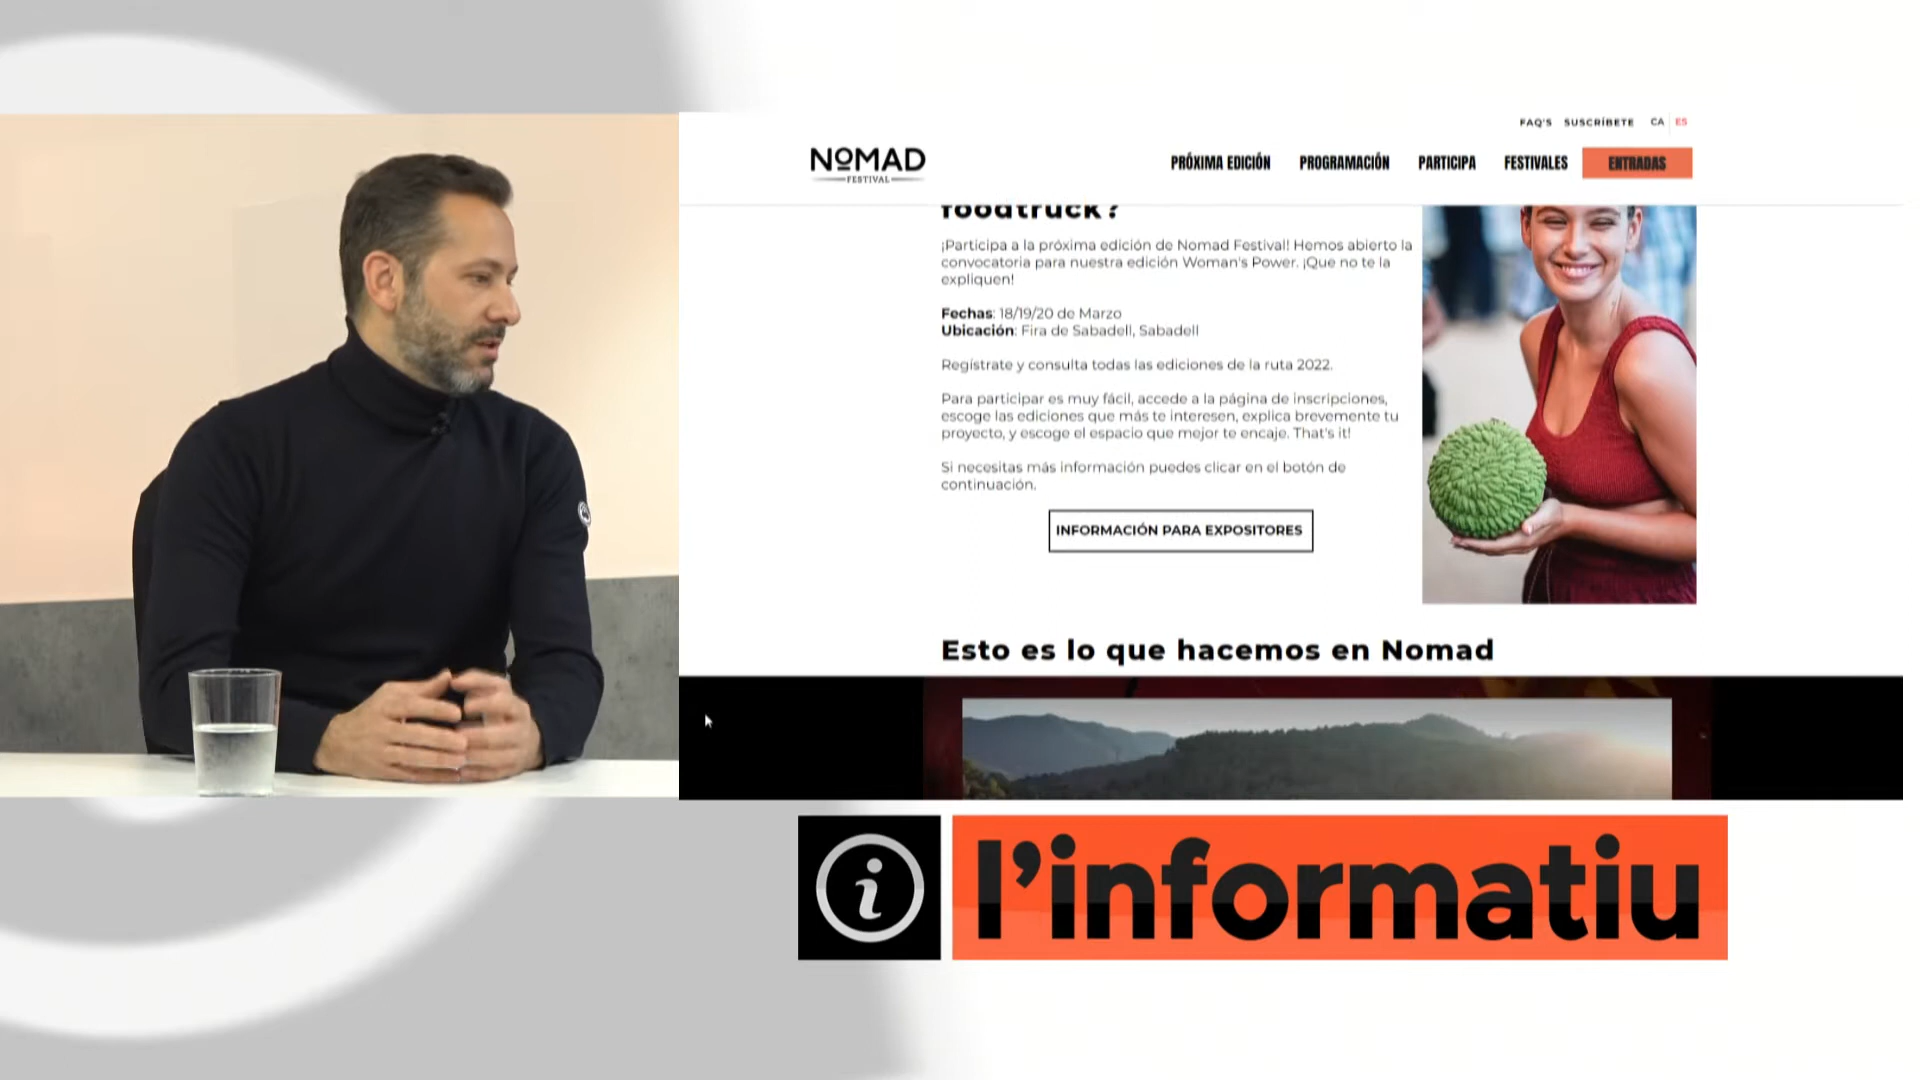 FAQ'S SUSCRÍBETE CA ES
NOMAD
FESTIVAL
PRÓXIMA EDICIÓN PROGRAMACIÓN PARTICIPA FESTIVALES ENTRADAS
foodtruck?
¡Participa a la próxima edición de Nomad Festival! Hemos abierto la
convocatoria para nuestra edición Woman's Power. ¡Que no te la
expliquen!
Fechas: 18/19/20 de Marzo
Ubicación: Fira de Sabadell, Sabadell
Regístrate y consulta todas las ediciones de la ruta 2022.
Para participar es muy fácil, accede a la página de inscripciones,
escoge las ediciones que más te interesen, explica brevemente tu
proyecto, y escoge el espacio que mejor te encaje. That's it!
Si necesitas más información puedes clicar en el botón de
continuación.
INFORMACIÓN PARA EXPOSITORES
Esto es lo que hacemos en Nomad
i l'informatiu